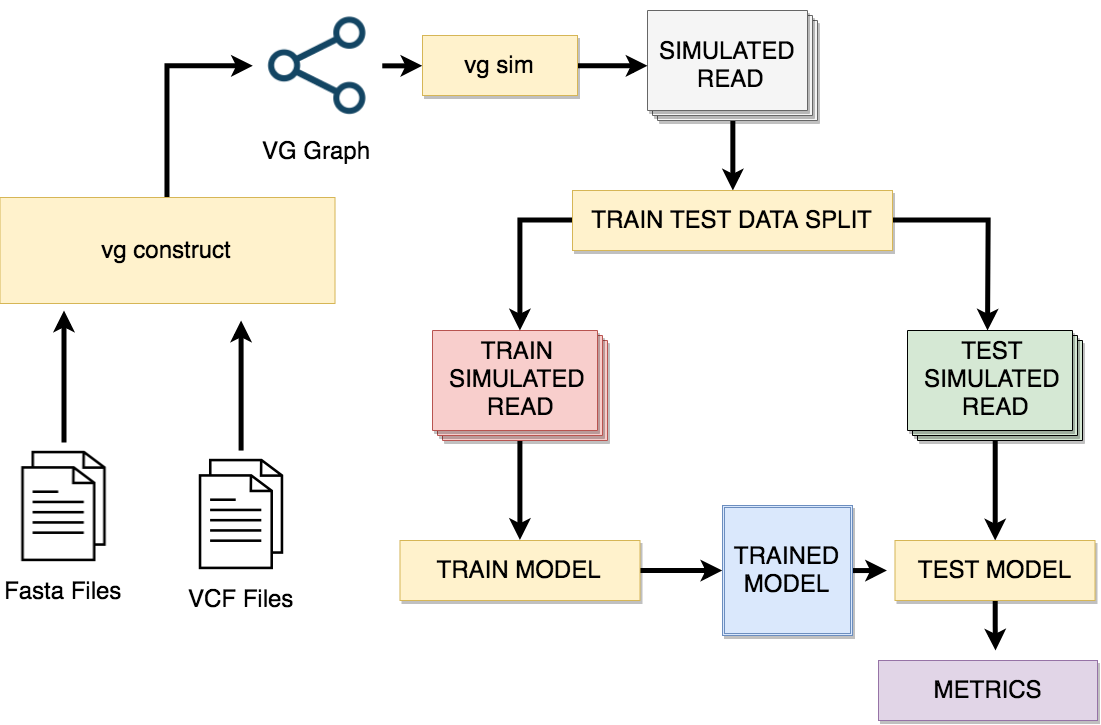 vg sim
SIMULATED
READ
VG Graph
TRAIN TEST DATA SPLIT
vg construct
TRAIN
SIMULATED
READ
TEST
SIMULATED
READ
Fasta Files
VCF Files
TRAIN MODEL
TRAINED
MODEL
TEST MODEL
METRICS